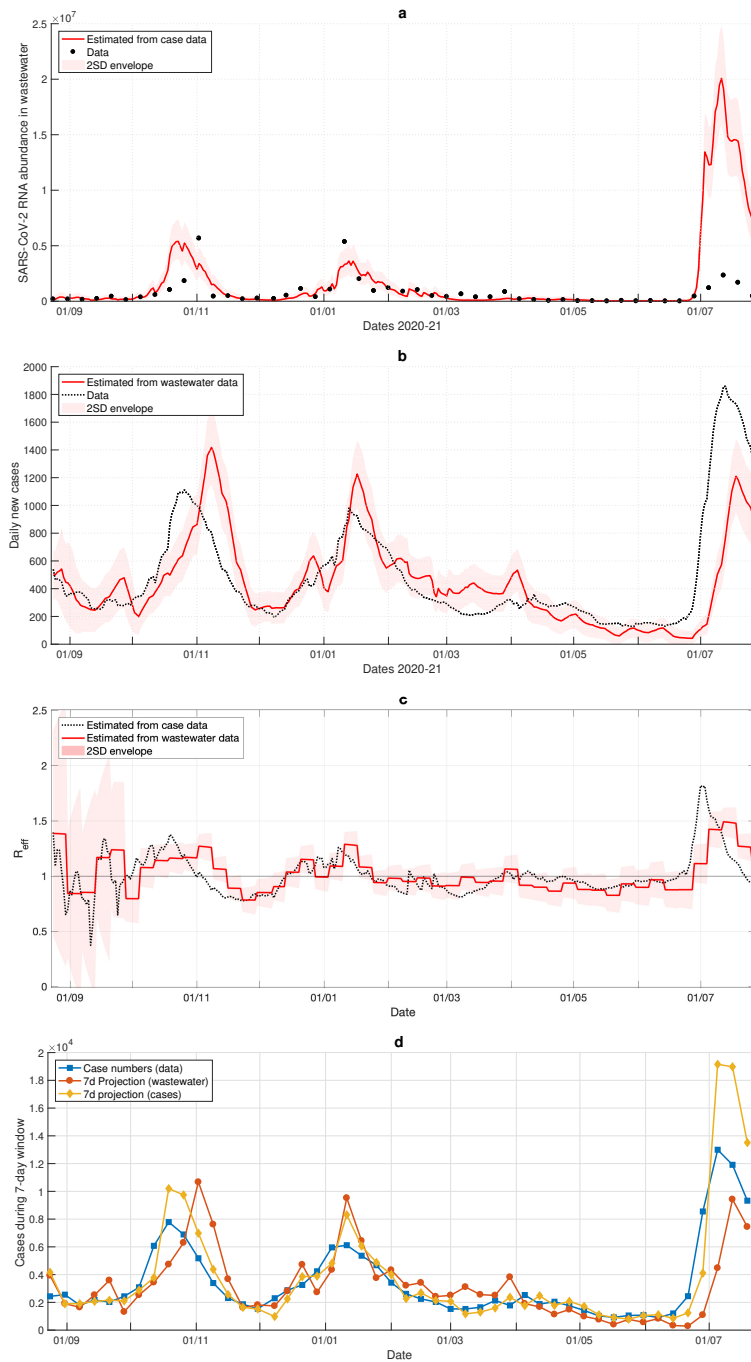 a
×10⁷
Estimated from case data
Data
2SD envelope
SARS-CoV-2 RNA abundance in wastewater
2.5
2
1.5
1
0.5
0
01/09 01/11 01/01 01/03 01/05 01/07
Dates 2020-21
b
Estimated from wastewater data
Data
2SD envelope
Daily new cases
2000
1800
1600
1400
1200
1000
800
600
400
200
0
01/09 01/11 01/01 01/03 01/05 01/07
Dates 2020-21
c
Estimated from case data
Estimated from wastewater data
2SD envelope
R_eff
2.5
2
1.5
1
0.5
0
01/09 01/11 01/01 01/03 01/05 01/07
Date
d
×10⁴
Case numbers (data)
7d Projection (wastewater)
7d projection (cases)
Cases during 7-day window
2
1.8
1.6
1.4
1.2
1
0.8
0.6
0.4
0.2
0
01/09 01/11 01/01 01/03 01/05 01/07
Date